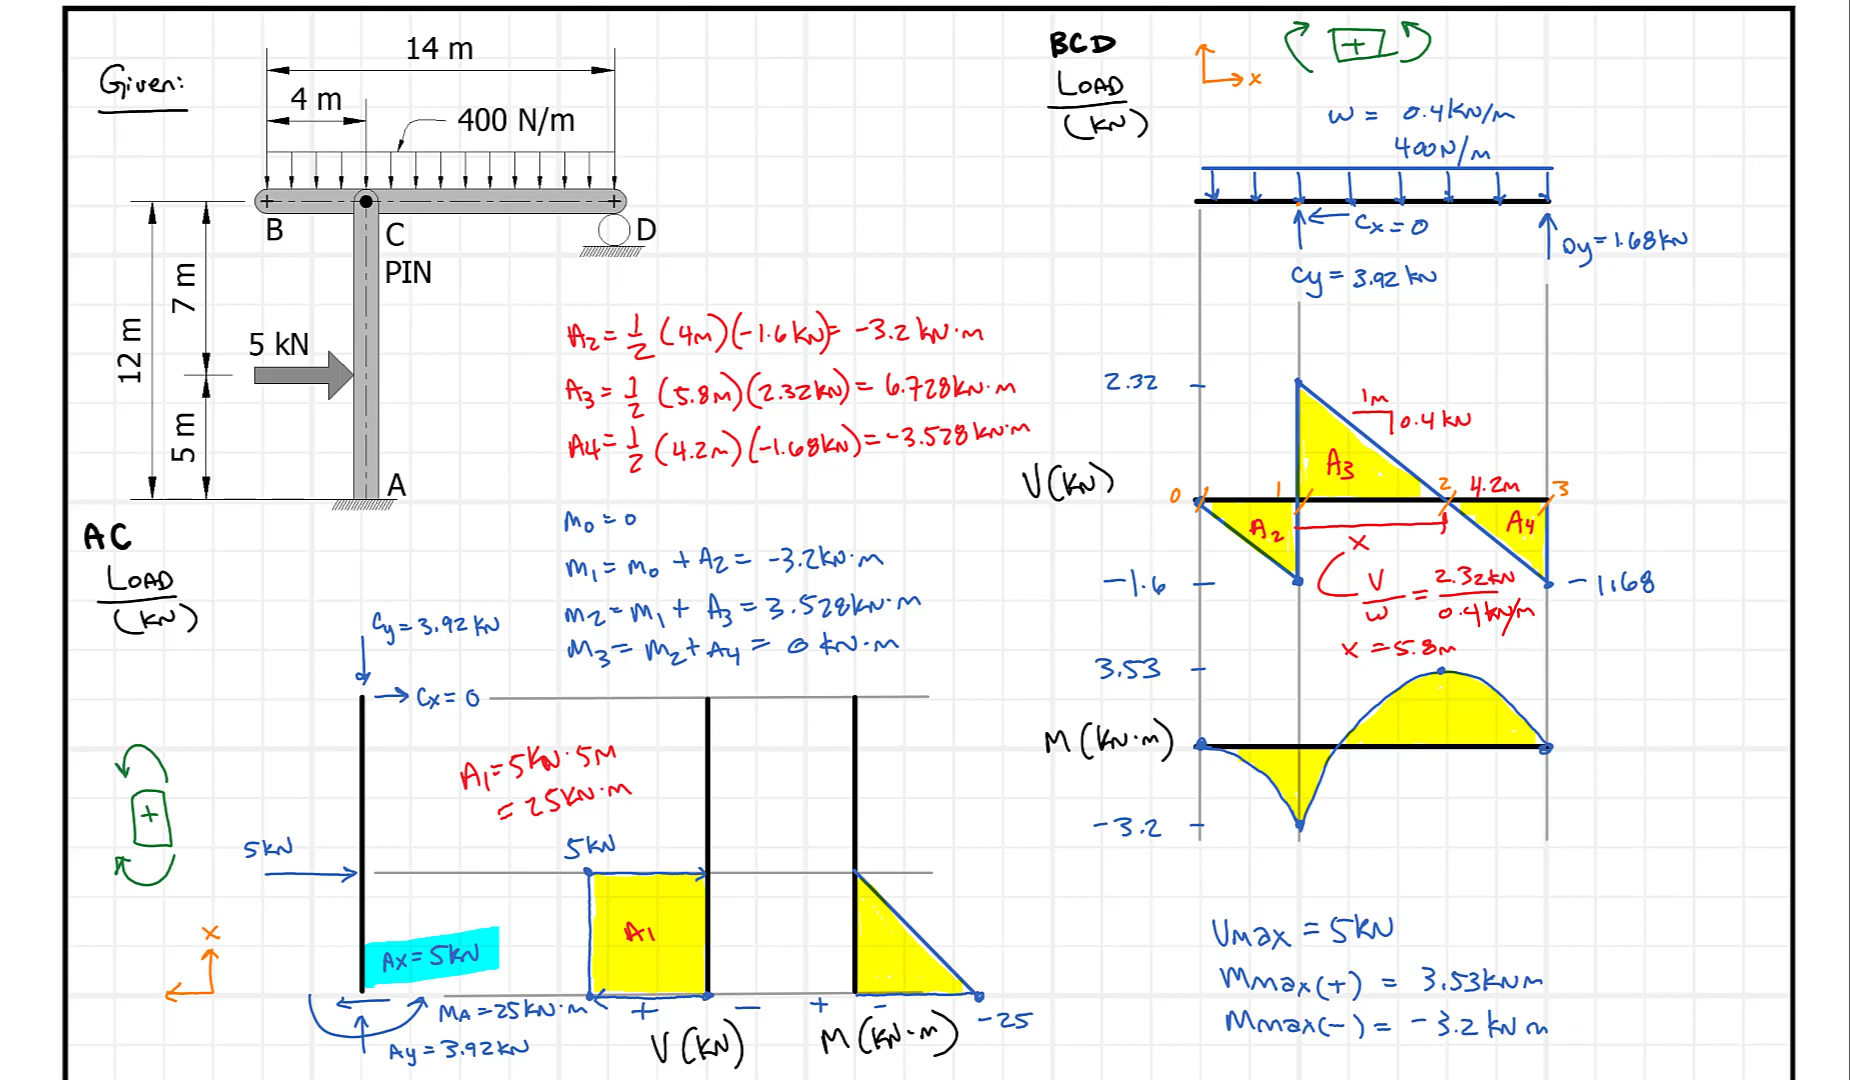 Given:
14 m
4 m
400 N/m
B
C
D
PIN
7 m
12 m
5 kN
5 m
A
A2 = 1/2 (4m)(-1.6kN) = -3.2 kN·m
A3 = 1/2 (5.8m)(2.32kN) = 6.728kN·m
A4 = 1/2 (4.2m)(-1.68kN) = -3.528kN·m
M0 = 0
M1 = M0 + A2 = -3.2kN·m
M2 = M1 + A3 = 3.528kN·m
M3 = M2 + A4 = 0 kN·m
AC
LOAD
(kN)
Cy = 3.92 kN
Cx = 0
A1 = 5kN·5m
= 25kN·m
+
5kN
5kN
A1
x
Ax = 5kN
MA = 25kN·m
Ay = 3.92kN
+ −
V (kN)
+ -
M (kN·m)
-25
BCD
LOAD
(kN)
x
+
w = 0.4kN/m
400N/m
Cx = 0
Dy = 1.68kN
Cy = 3.92 kN
2.32
1m
0.4 kN
A3
V(kN)
0 1 2 4.2m 3
A2
A4
x
-1.6
V/w = 2.32kN/0.4kN/m
-1.68
x = 5.8m
3.53
M (kN·m)
-3.2
Vmax = 5kN
Mmax(+) = 3.53kNm
Mmax(-) = -3.2 kN m